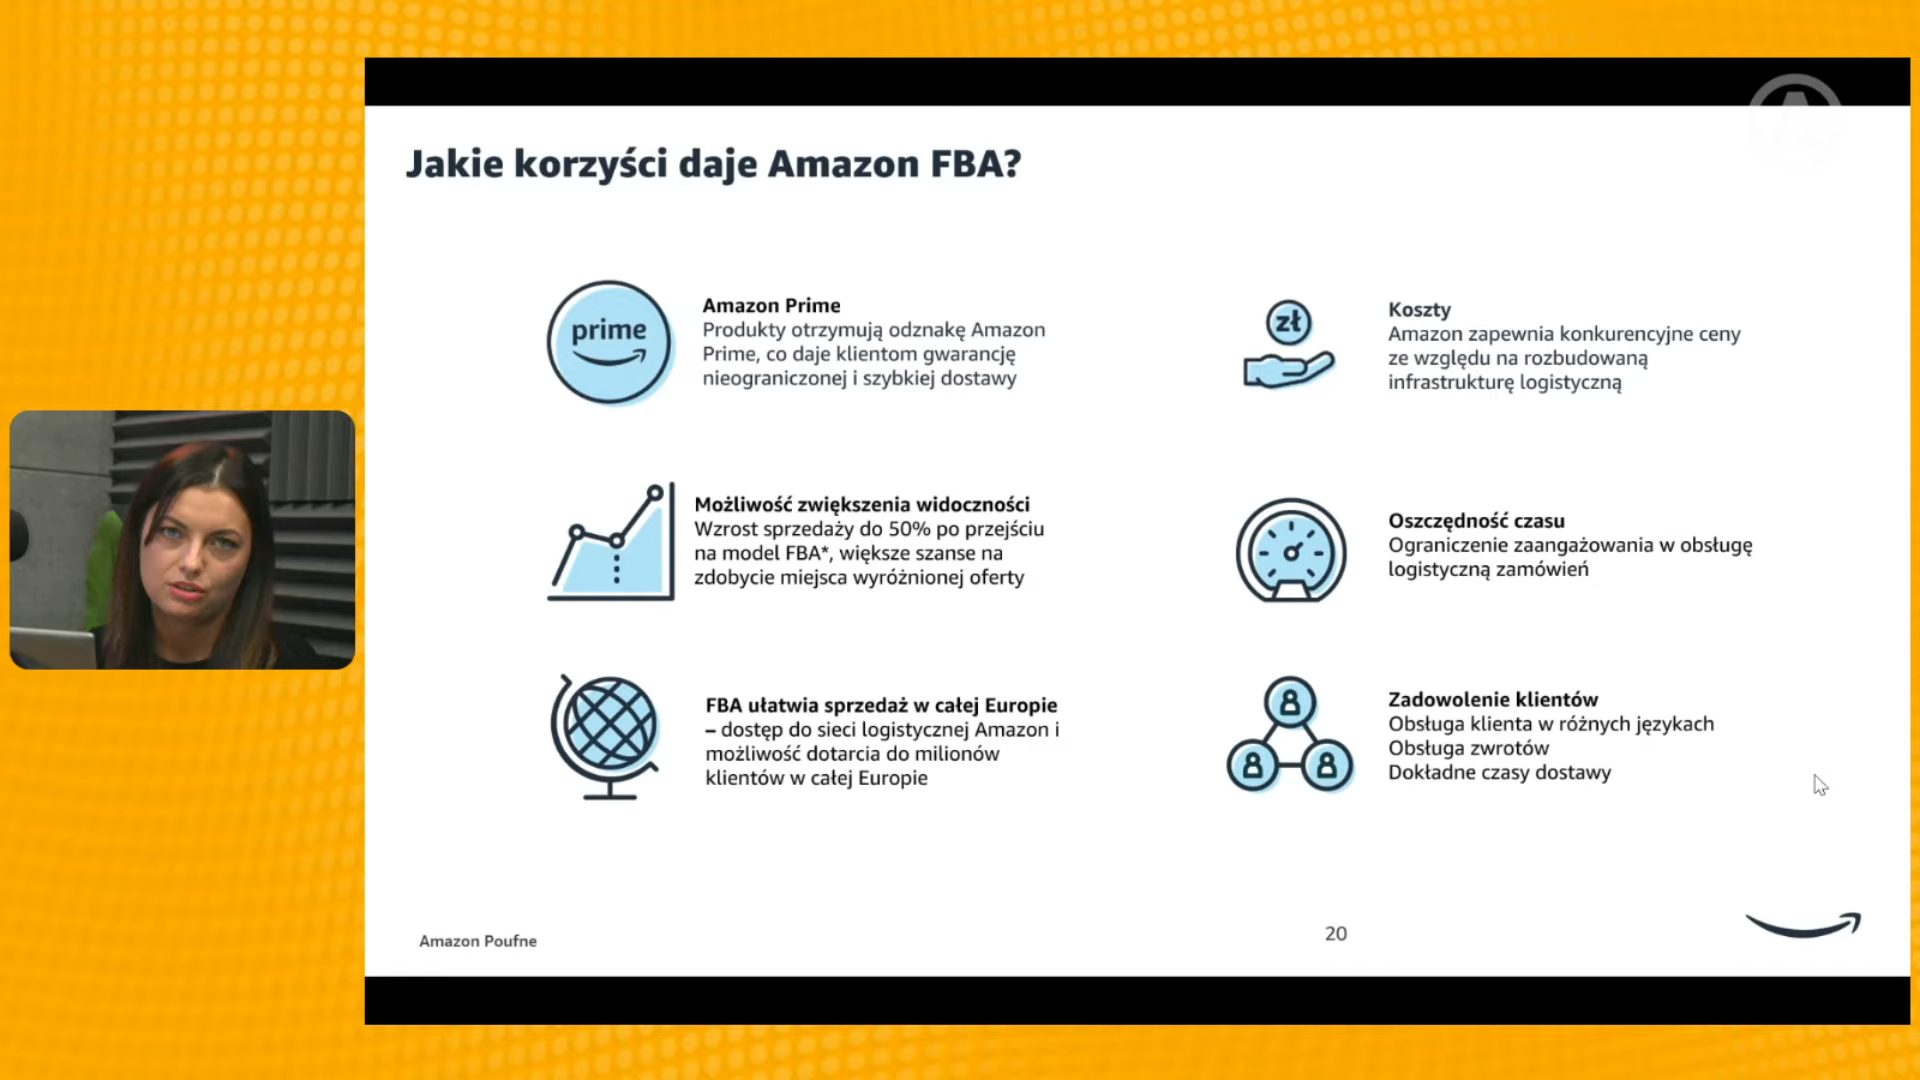 Jakie korzyści daje Amazon FBA?
prime
Amazon Prime
Produkty otrzymują odznakę Amazon
Prime, co daje klientom gwarancję
nieograniczonej i szybkiej dostawy
zł
Koszty
Amazon zapewnia konkurencyjne ceny
ze względu na rozbudowaną
infrastrukturę logistyczną
Możliwość zwiększenia widoczności
Wzrost sprzedaży do 50% po przejściu
na model FBA*, większe szanse na
zdobycie miejsca wyróżnionej oferty
Oszczędność czasu
Ograniczenie zaangażowania w obsługę
logistyczną zamówień
FBA ułatwia sprzedaż w całej Europie
– dostęp do sieci logistycznej Amazon i
możliwość dotarcia do milionów
klientów w całej Europie
Zadowolenie klientów
Obsługa klienta w różnych językach
Obsługa zwrotów
Dokładne czasy dostawy
Amazon Poufne
20